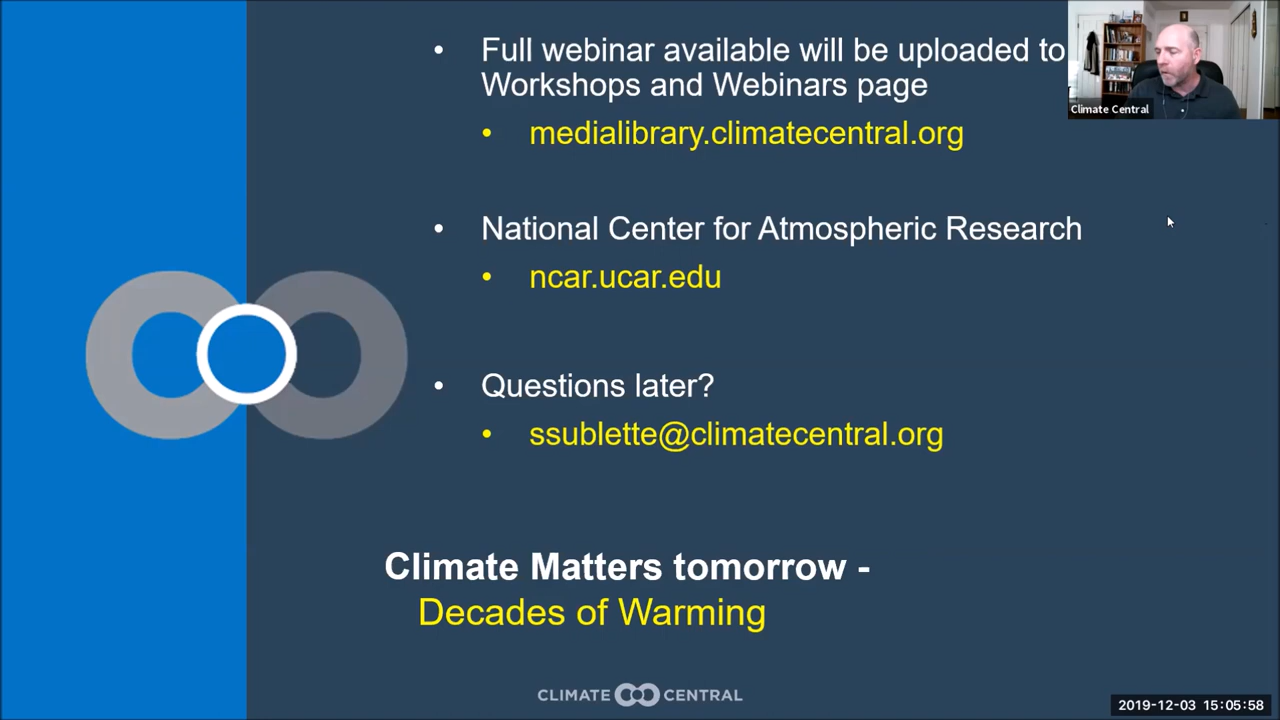 • Full webinar available will be uploaded to
Workshops and Webinars page
• medialibrary.climatecentral.org
Climate Central
• National Center for Atmospheric Research
• ncar.ucar.edu
• Questions later?
• ssublette@climatecentral.org
Climate Matters tomorrow -
Decades of Warming
CLIMATE CENTRAL
2019-12-03 15:05:58